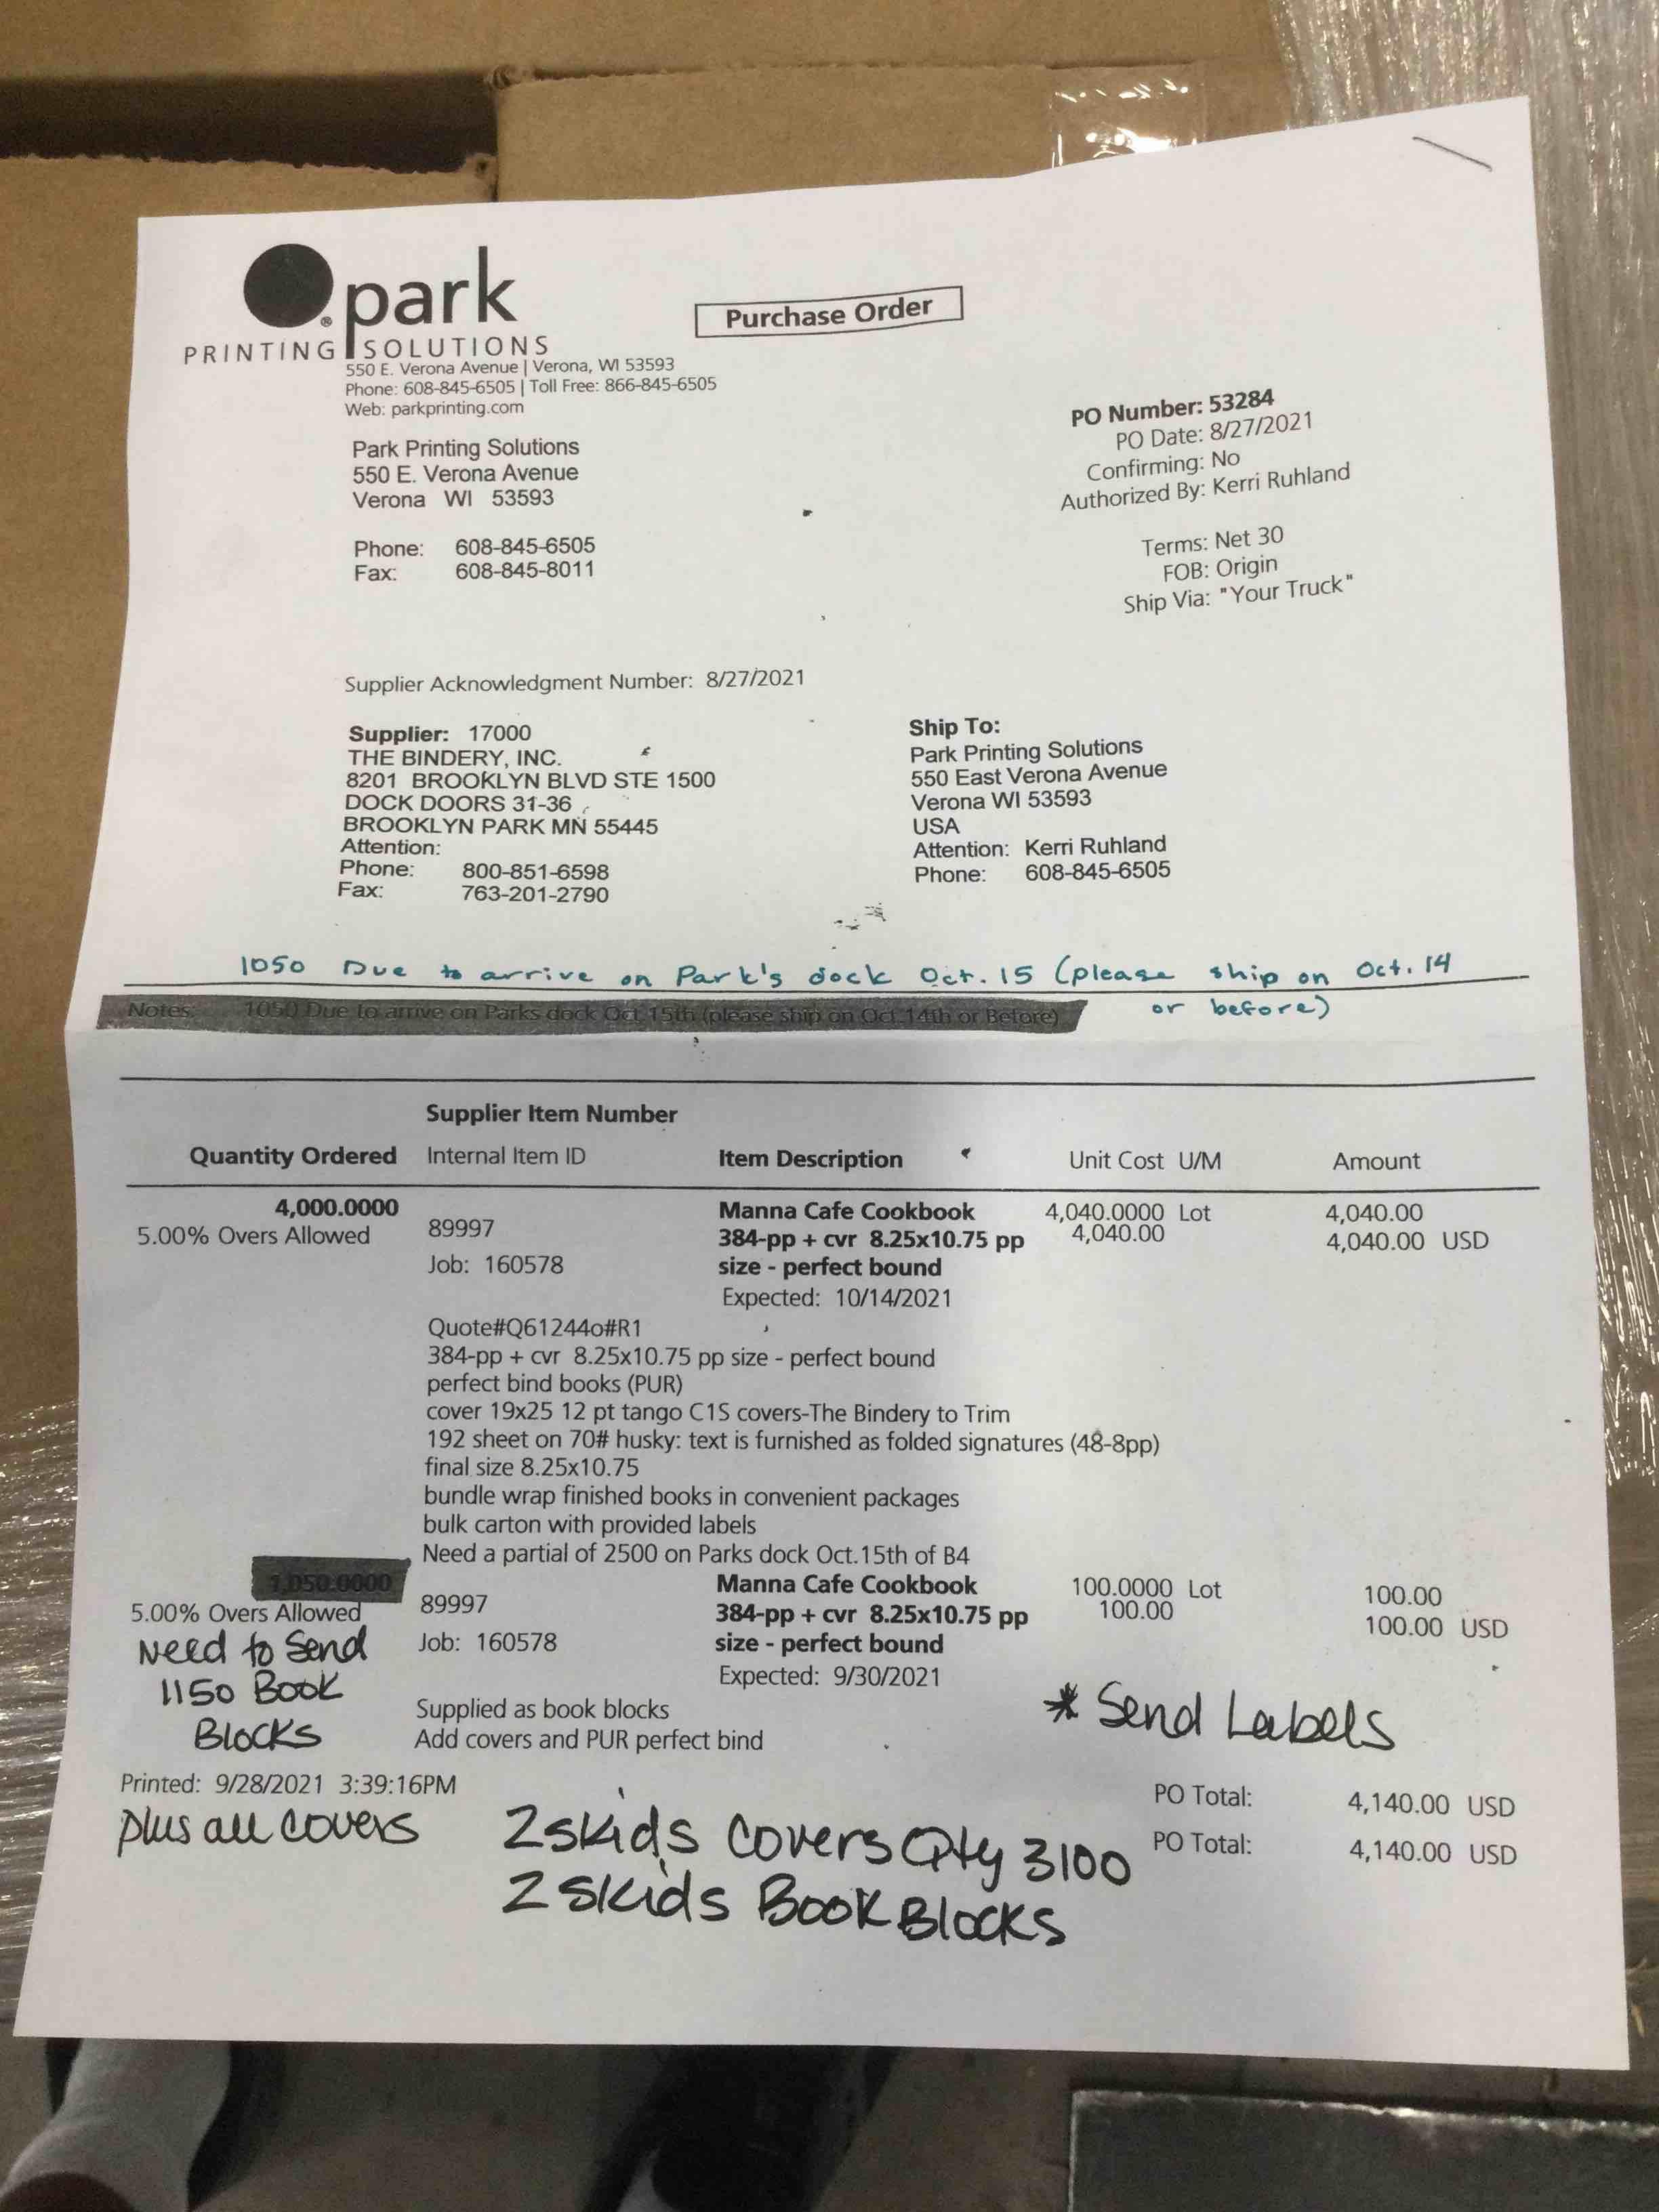 park
PRINTING SOLUTIONS
Purchase Order
550 E. Verona Avenue | Verona, WI 53593
Phone: 608-845-6505 | Toll Free: 866-845-6505
Web: parkprinting.com
Park Printing Solutions
550 E. Verona Avenue
Verona WI 53593
Phone: 608-845-6505
Fax: 608-845-8011
PO Number: 53284
PO Date: 8/27/2021
Confirming: No
Authorized By: Kerri Ruhland
Terms: Net 30
FOB: Origin
Ship Via: "Your Truck"
Supplier Acknowledgment Number: 8/27/2021
Supplier: 17000
THE BINDERY, INC.
8201 BROOKLYN BLVD STE 1500
DOCK DOORS 31-36
BROOKLYN PARK MN 55445
Attention:
Phone: 800-851-6598
Fax: 763-201-2790
Ship To:
Park Printing Solutions
550 East Verona Avenue
Verona WI 53593
USA
Attention: Kerri Ruhland
Phone: 608-845-6505
1050 Due to arrive on Park's dock Oct. 15 (please ship on Oct. 14
or before)
Notes: 1050 Due to arrive on Parks dock Oct 15th (please ship on Oct.14th or Before)
Supplier Item Number
Quantity Ordered Internal Item ID Item Description Unit Cost U/M Amount
4,000.0000 Manna Cafe Cookbook 4,040.0000 Lot 4,040.00
5.00% Overs Allowed 89997 384-pp + cvr 8.25x10.75 pp 4,040.00 4,040.00 USD
Job: 160578 size - perfect bound
Expected: 10/14/2021
Quote#Q61244o#R1
384-pp + cvr 8.25x10.75 pp size - perfect bound
perfect bind books (PUR)
cover 19x25 12 pt tango C1S covers-The Bindery to Trim
192 sheet on 70# husky: text is furnished as folded signatures (48-8pp)
final size 8.25x10.75
bundle wrap finished books in convenient packages
bulk carton with provided labels
Need a partial of 2500 on Parks dock Oct.15th of B4
1,050.0000 Manna Cafe Cookbook 100.0000 Lot 100.00
5.00% Overs Allowed 89997 384-pp + cvr 8.25x10.75 pp 100.00 100.00 USD
Job: 160578 size - perfect bound
Expected: 9/30/2021
Need to Send
1150 Book
Blocks
Supplied as book blocks
Add covers and PUR perfect bind
* Send Labels
Printed: 9/28/2021 3:39:16PM
PO Total: 4,140.00 USD
PO Total: 4,140.00 USD
plus all covers
2 skids Covers Qty 3100
2 skids Book Blocks